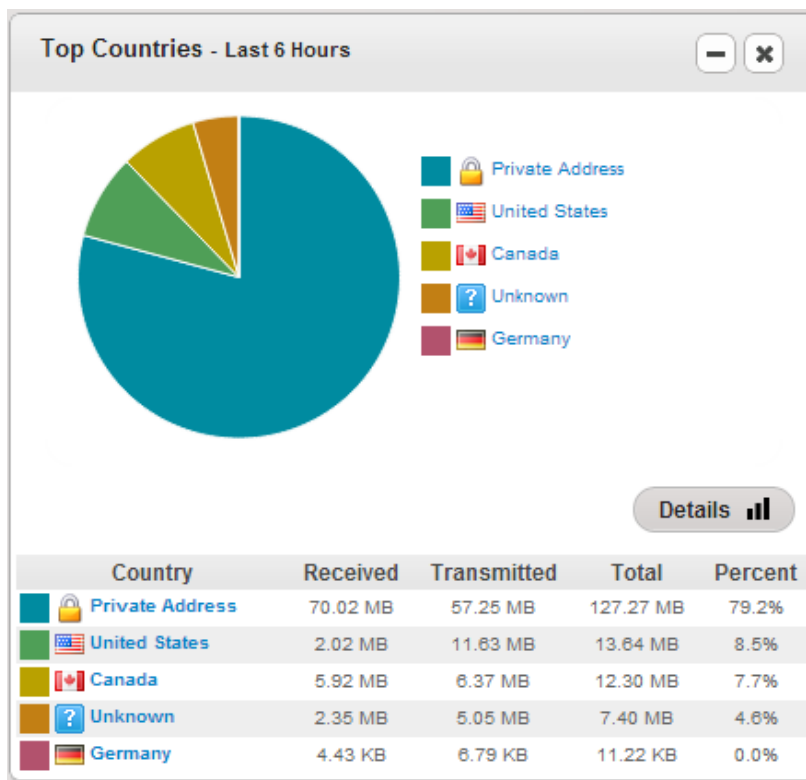 Top Countries - Last 6 Hours
Private Address
United States
Canada
? Unknown
Germany
Details
Country Received Transmitted Total Percent
Private Address 70.02 MB 57.25 MB 127.27 MB 79.2%
United States 2.02 MB 11.63 MB 13.64 MB 8.5%
Canada 5.92 MB 6.37 MB 12.30 MB 7.7%
? Unknown 2.35 MB 5.05 MB 7.40 MB 4.6%
Germany 4.43 KB 6.79 KB 11.22 KB 0.0%